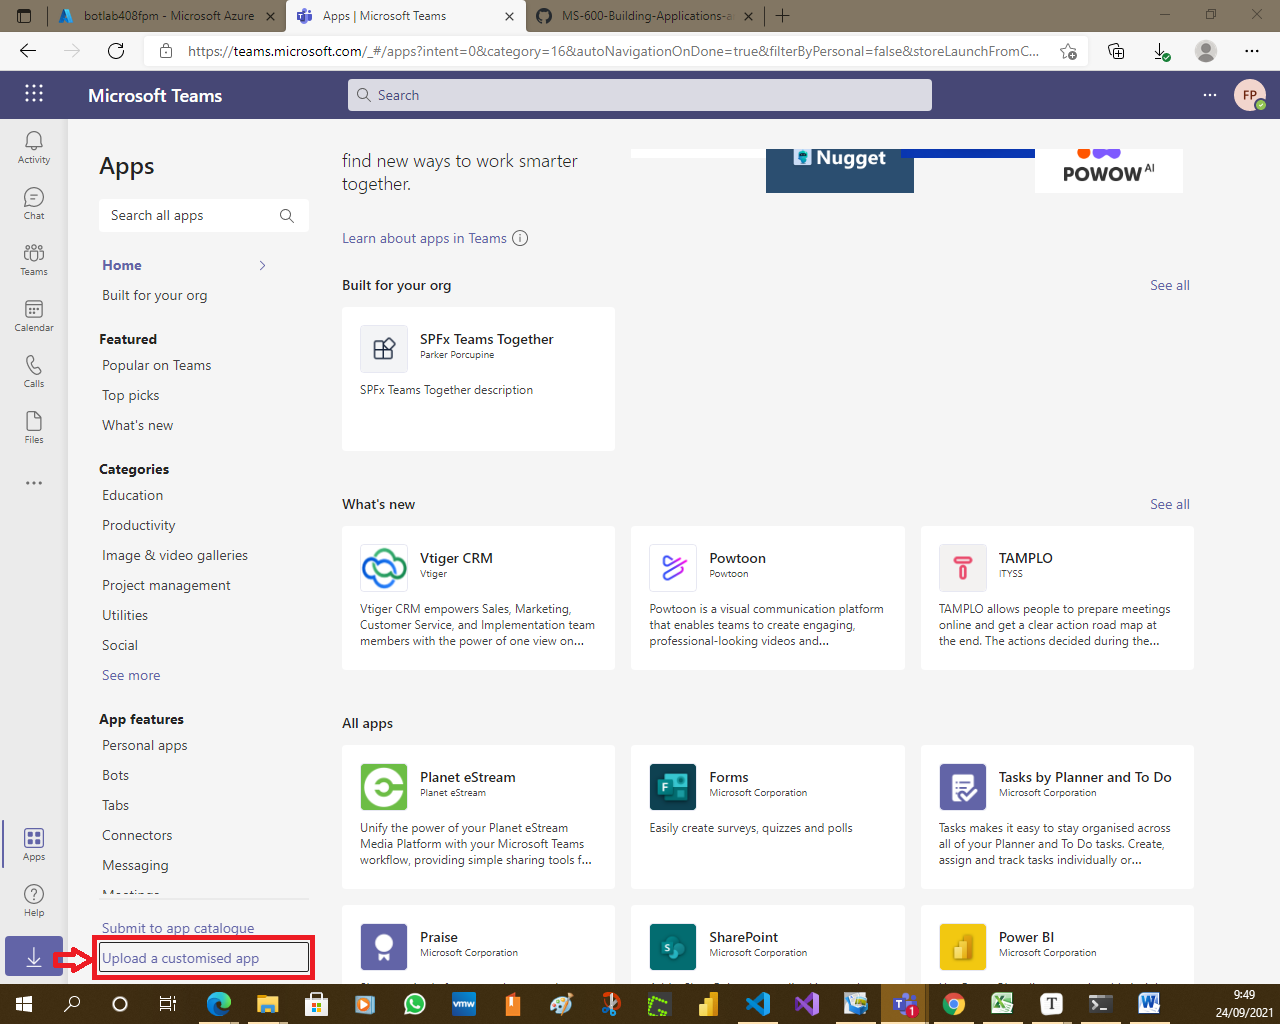 botlab408fpm - Microsoft Azure
Apps | Microsoft Teams
MS-600-Building-Applications-a
https://teams.microsoft.com/_#/apps?intent=0&category=16&autoNavigationOnDone=true&filterByPersonal=false&storeLaunchFromC...
Microsoft Teams
Search
FP
Activity
Chat
Teams
Calendar
Calls
Files
Apps
Help
Apps
Search all apps
Home
Built for your org
Featured
Popular on Teams
Top picks
What's new
Categories
Education
Productivity
Image & video galleries
Project management
Utilities
Social
See more
App features
Personal apps
Bots
Tabs
Connectors
Messaging
Meetings
Submit to app catalogue
Upload a customised app
find new ways to work smarter
together.
Nugget
POWOW AI
Learn about apps in Teams
Built for your org
See all
SPFx Teams Together
Parker Porcupine
SPFx Teams Together description
What's new
See all
Vtiger CRM
Vtiger
Vtiger CRM empowers Sales, Marketing,
Customer Service, and Implementation team
members with the power of one view on...
Powtoon
Powtoon
Powtoon is a visual communication platform
that enables teams to create engaging,
professional-looking videos and...
TAMPLO
ITYSS
TAMPLO allows people to prepare meetings
online and get a clear action road map at
the end. The actions decided during the...
All apps
Planet eStream
Planet eStream
Unify the power of your Planet eStream
Media Platform with your Microsoft Teams
workflow, providing simple sharing tools f...
Forms
Microsoft Corporation
Easily create surveys, quizzes and polls
Tasks by Planner and To Do
Microsoft Corporation
Tasks makes it easy to stay organised across
all of your Planner and To Do tasks. Create,
assign and track tasks individually or...
Praise
Microsoft Corporation
SharePoint
Microsoft Corporation
Power BI
Microsoft Corporation
vmw
1
T
9:49
24/09/2021